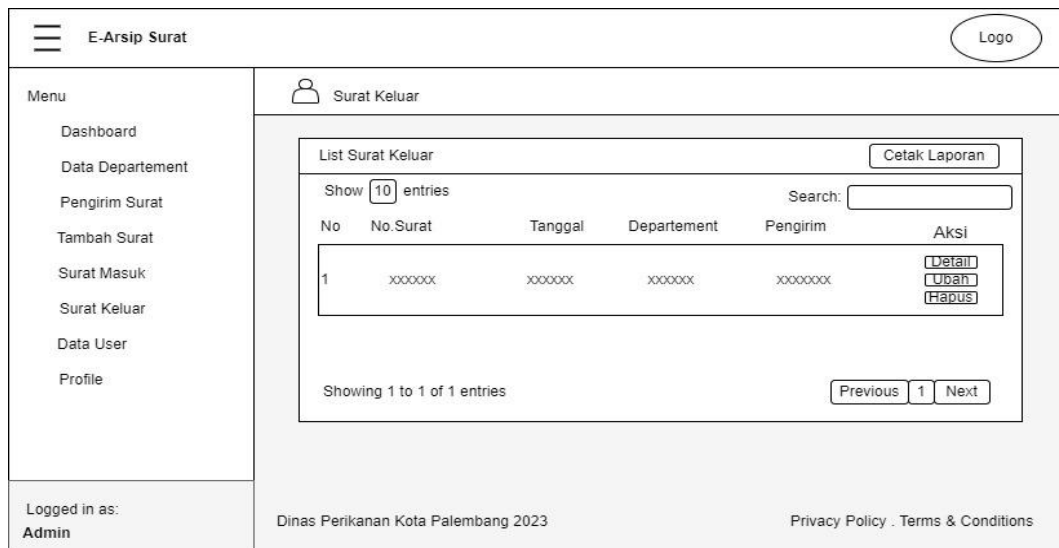 E-Arsip Surat
Logo
Menu
Dashboard
Data Departement
Pengirim Surat
Tambah Surat
Surat Masuk
Surat Keluar
Data User
Profile
Logged in as:
Admin
Surat Keluar
List Surat Keluar
Cetak Laporan
Show 10 entries
Search:
No No.Surat Tanggal Departement Pengirim Aksi
1 xxxxxx xxxxxx xxxxxx xxxxxxx
Detail
Ubah
Hapus
Showing 1 to 1 of 1 entries
Previous 1 Next
Dinas Perikanan Kota Palembang 2023
Privacy Policy . Terms & Conditions